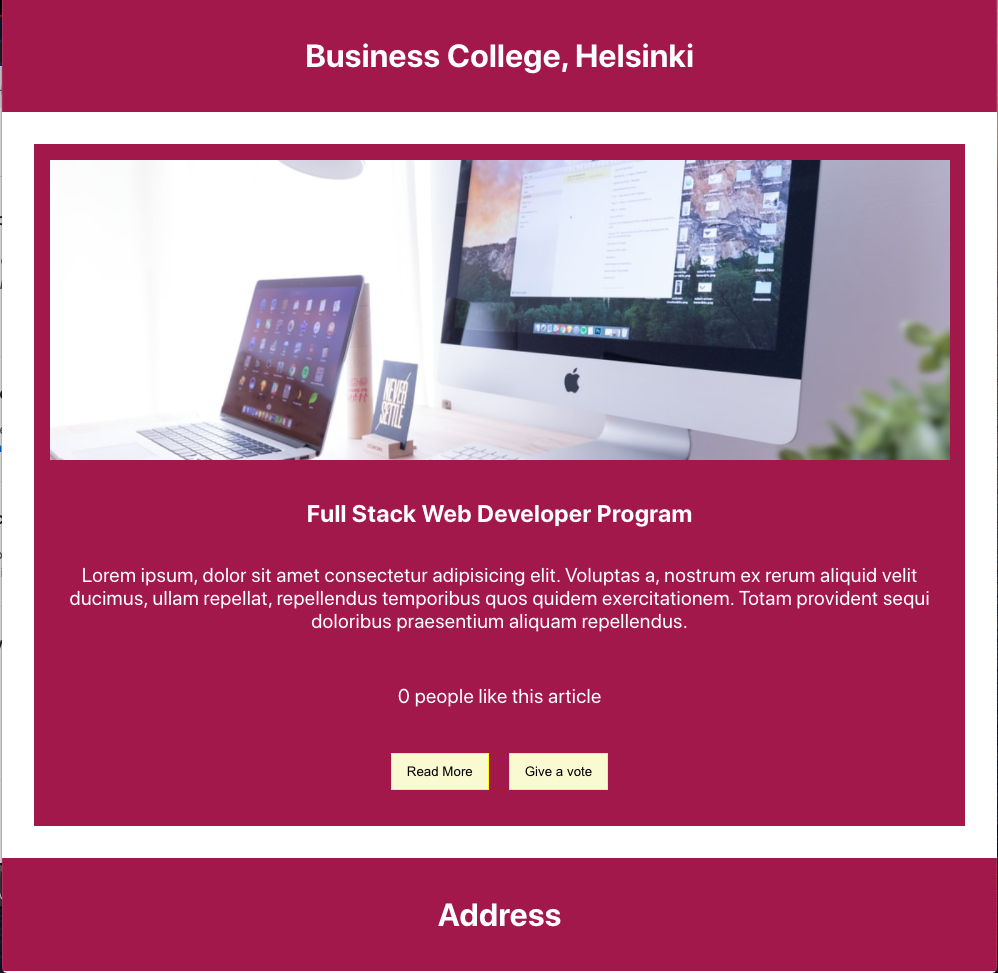 Business College, Helsinki
NEVER
SETTLE
Full Stack Web Developer Program
Lorem ipsum, dolor sit amet consectetur adipisicing elit. Voluptas a, nostrum ex rerum aliquid velit
ducimus, ullam repellat, repellendus temporibus quos quidem exercitationem. Totam provident sequi
doloribus praesentium aliquam repellendus.
0 people like this article
Read More
Give a vote
Address